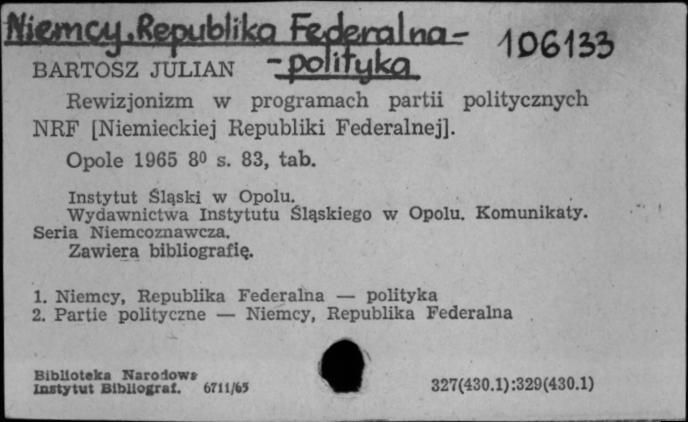 Niemcy, Republika Federalna -
106133
BARTOSZ JULIAN - polityka
Rewizjonizm w programach partii politycznych
NRF [Niemieckiej Republiki Federalnej].
Opole 1965 8⁰ s. 83, tab.
Instytut Śląski w Opolu.
Wydawnictwa Instytutu Śląskiego w Opolu. Komunikaty.
Seria Niemcoznawcza.
Zawiera bibliografię.
1. Niemcy, Republika Federalna — polityka
2. Partie polityczne — Niemcy, Republika Federalna
Biblioteka Narodowa
Instytut Bibliograf. 6711/65
327(430.1):329(430.1)